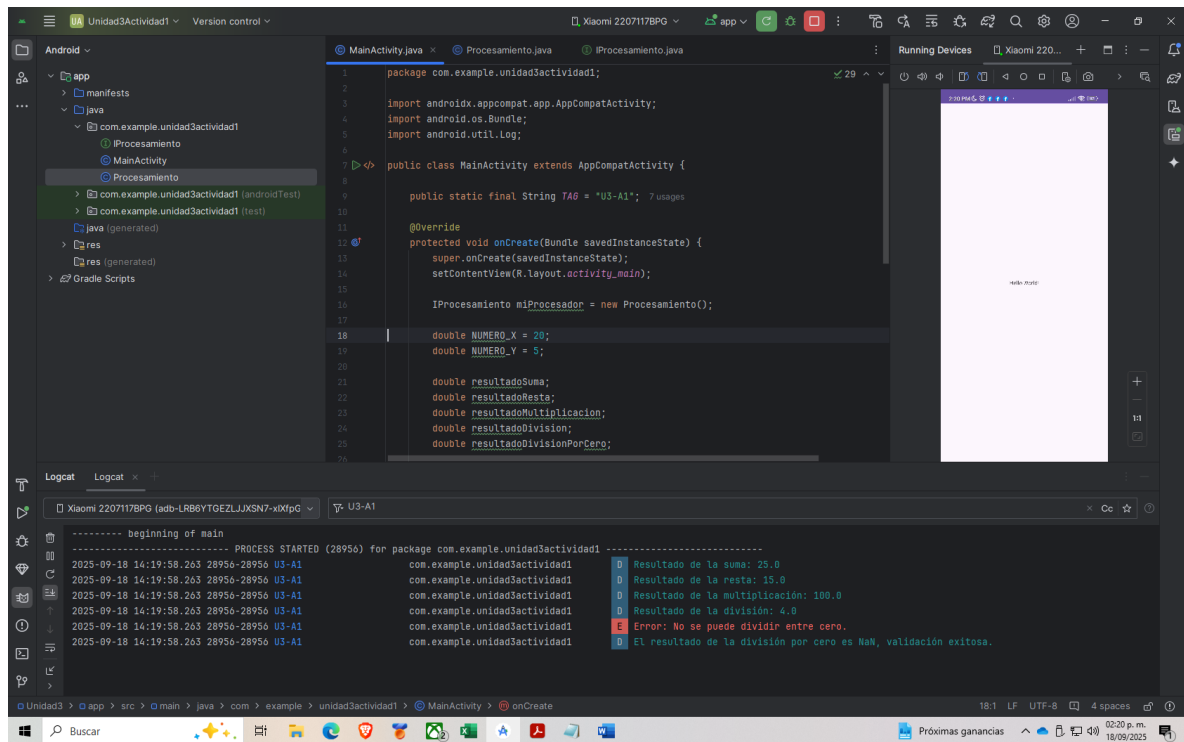 UA Unidad3Actividad1 Version control Xiaomi 2207117BPG app
Android
app
manifests
java
com.example.unidad3actividad1
IProcesamiento
MainActivity
Procesamiento
com.example.unidad3actividad1 (androidTest)
com.example.unidad3actividad1 (test)
java (generated)
res
res (generated)
Gradle Scripts
MainActivity.java Procesamiento.java IProcesamiento.java
29
1 package com.example.unidad3actividad1;
2
3 import androidx.appcompat.app.AppCompatActivity;
4 import android.os.Bundle;
5 import android.util.Log;
6
7 public class MainActivity extends AppCompatActivity {
8
9 public static final String TAG = "U3-A1"; 7 usages
10
11 @Override
12 protected void onCreate(Bundle savedInstanceState) {
13 super.onCreate(savedInstanceState);
14 setContentView(R.layout.activity_main);
15
16 IProcesamiento miProcesador = new Procesamiento();
17
18 double NUMERO_X = 20;
19 double NUMERO_Y = 5;
20
21 double resultadoSuma;
22 double resultadoResta;
23 double resultadoMultiplicacion;
24 double resultadoDivision;
25 double resultadoDivisionPorCero;
26
Running Devices Xiaomi 220...
2:20 PM
Hello World!
1:1
Logcat Logcat
Xiaomi 2207117BPG (adb-LRB6YTGEZLJJXSN7-xIXfpG U3-A1 Cc
--------- beginning of main
---------------------------- PROCESS STARTED (28956) for package com.example.unidad3actividad1 ----------------------------
2025-09-18 14:19:58.263 28956-28956 U3-A1 com.example.unidad3actividad1 D Resultado de la suma: 25.0
2025-09-18 14:19:58.263 28956-28956 U3-A1 com.example.unidad3actividad1 D Resultado de la resta: 15.0
2025-09-18 14:19:58.263 28956-28956 U3-A1 com.example.unidad3actividad1 D Resultado de la multiplicación: 100.0
2025-09-18 14:19:58.263 28956-28956 U3-A1 com.example.unidad3actividad1 D Resultado de la división: 4.0
2025-09-18 14:19:58.263 28956-28956 U3-A1 com.example.unidad3actividad1 E Error: No se puede dividir entre cero.
2025-09-18 14:19:58.263 28956-28956 U3-A1 com.example.unidad3actividad1 D El resultado de la división por cero es NaN, validación exitosa.
Unidad3 > app > src > main > java > com > example > unidad3actividad1 > MainActivity > onCreate 18:1 LF UTF-8 4 spaces
Buscar Próximas ganancias 02:20 p. m.
18/09/2025